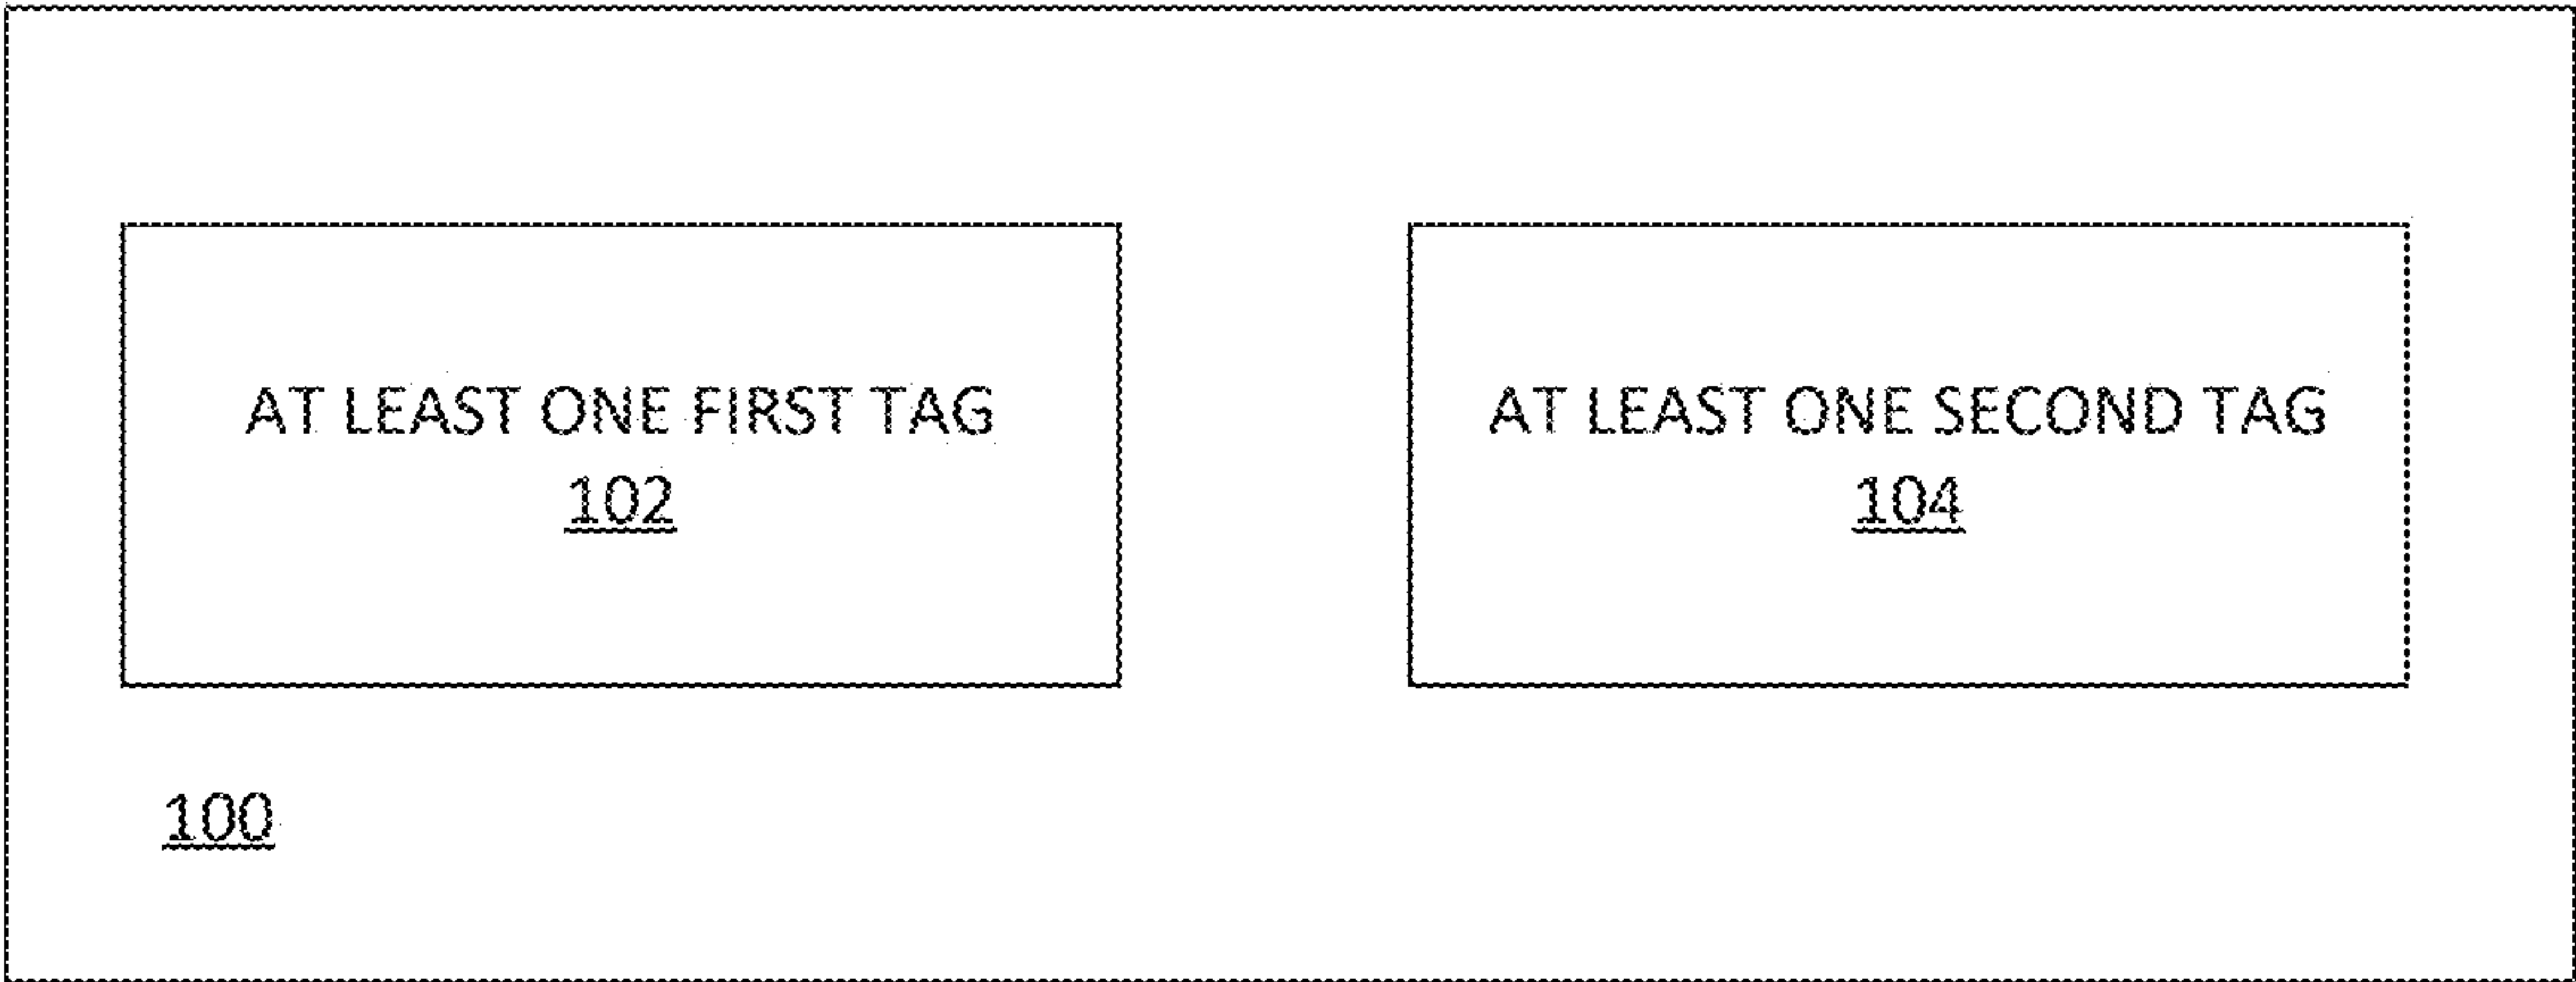 AT LEAST ONE FIRST TAG
102
AT LEAST ONE SECOND TAG
104
100